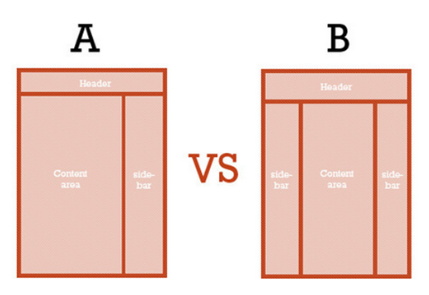 A
B
Header
Header
Content
area
side-
bar
VS
side-
bar
Content
area
side-
bar